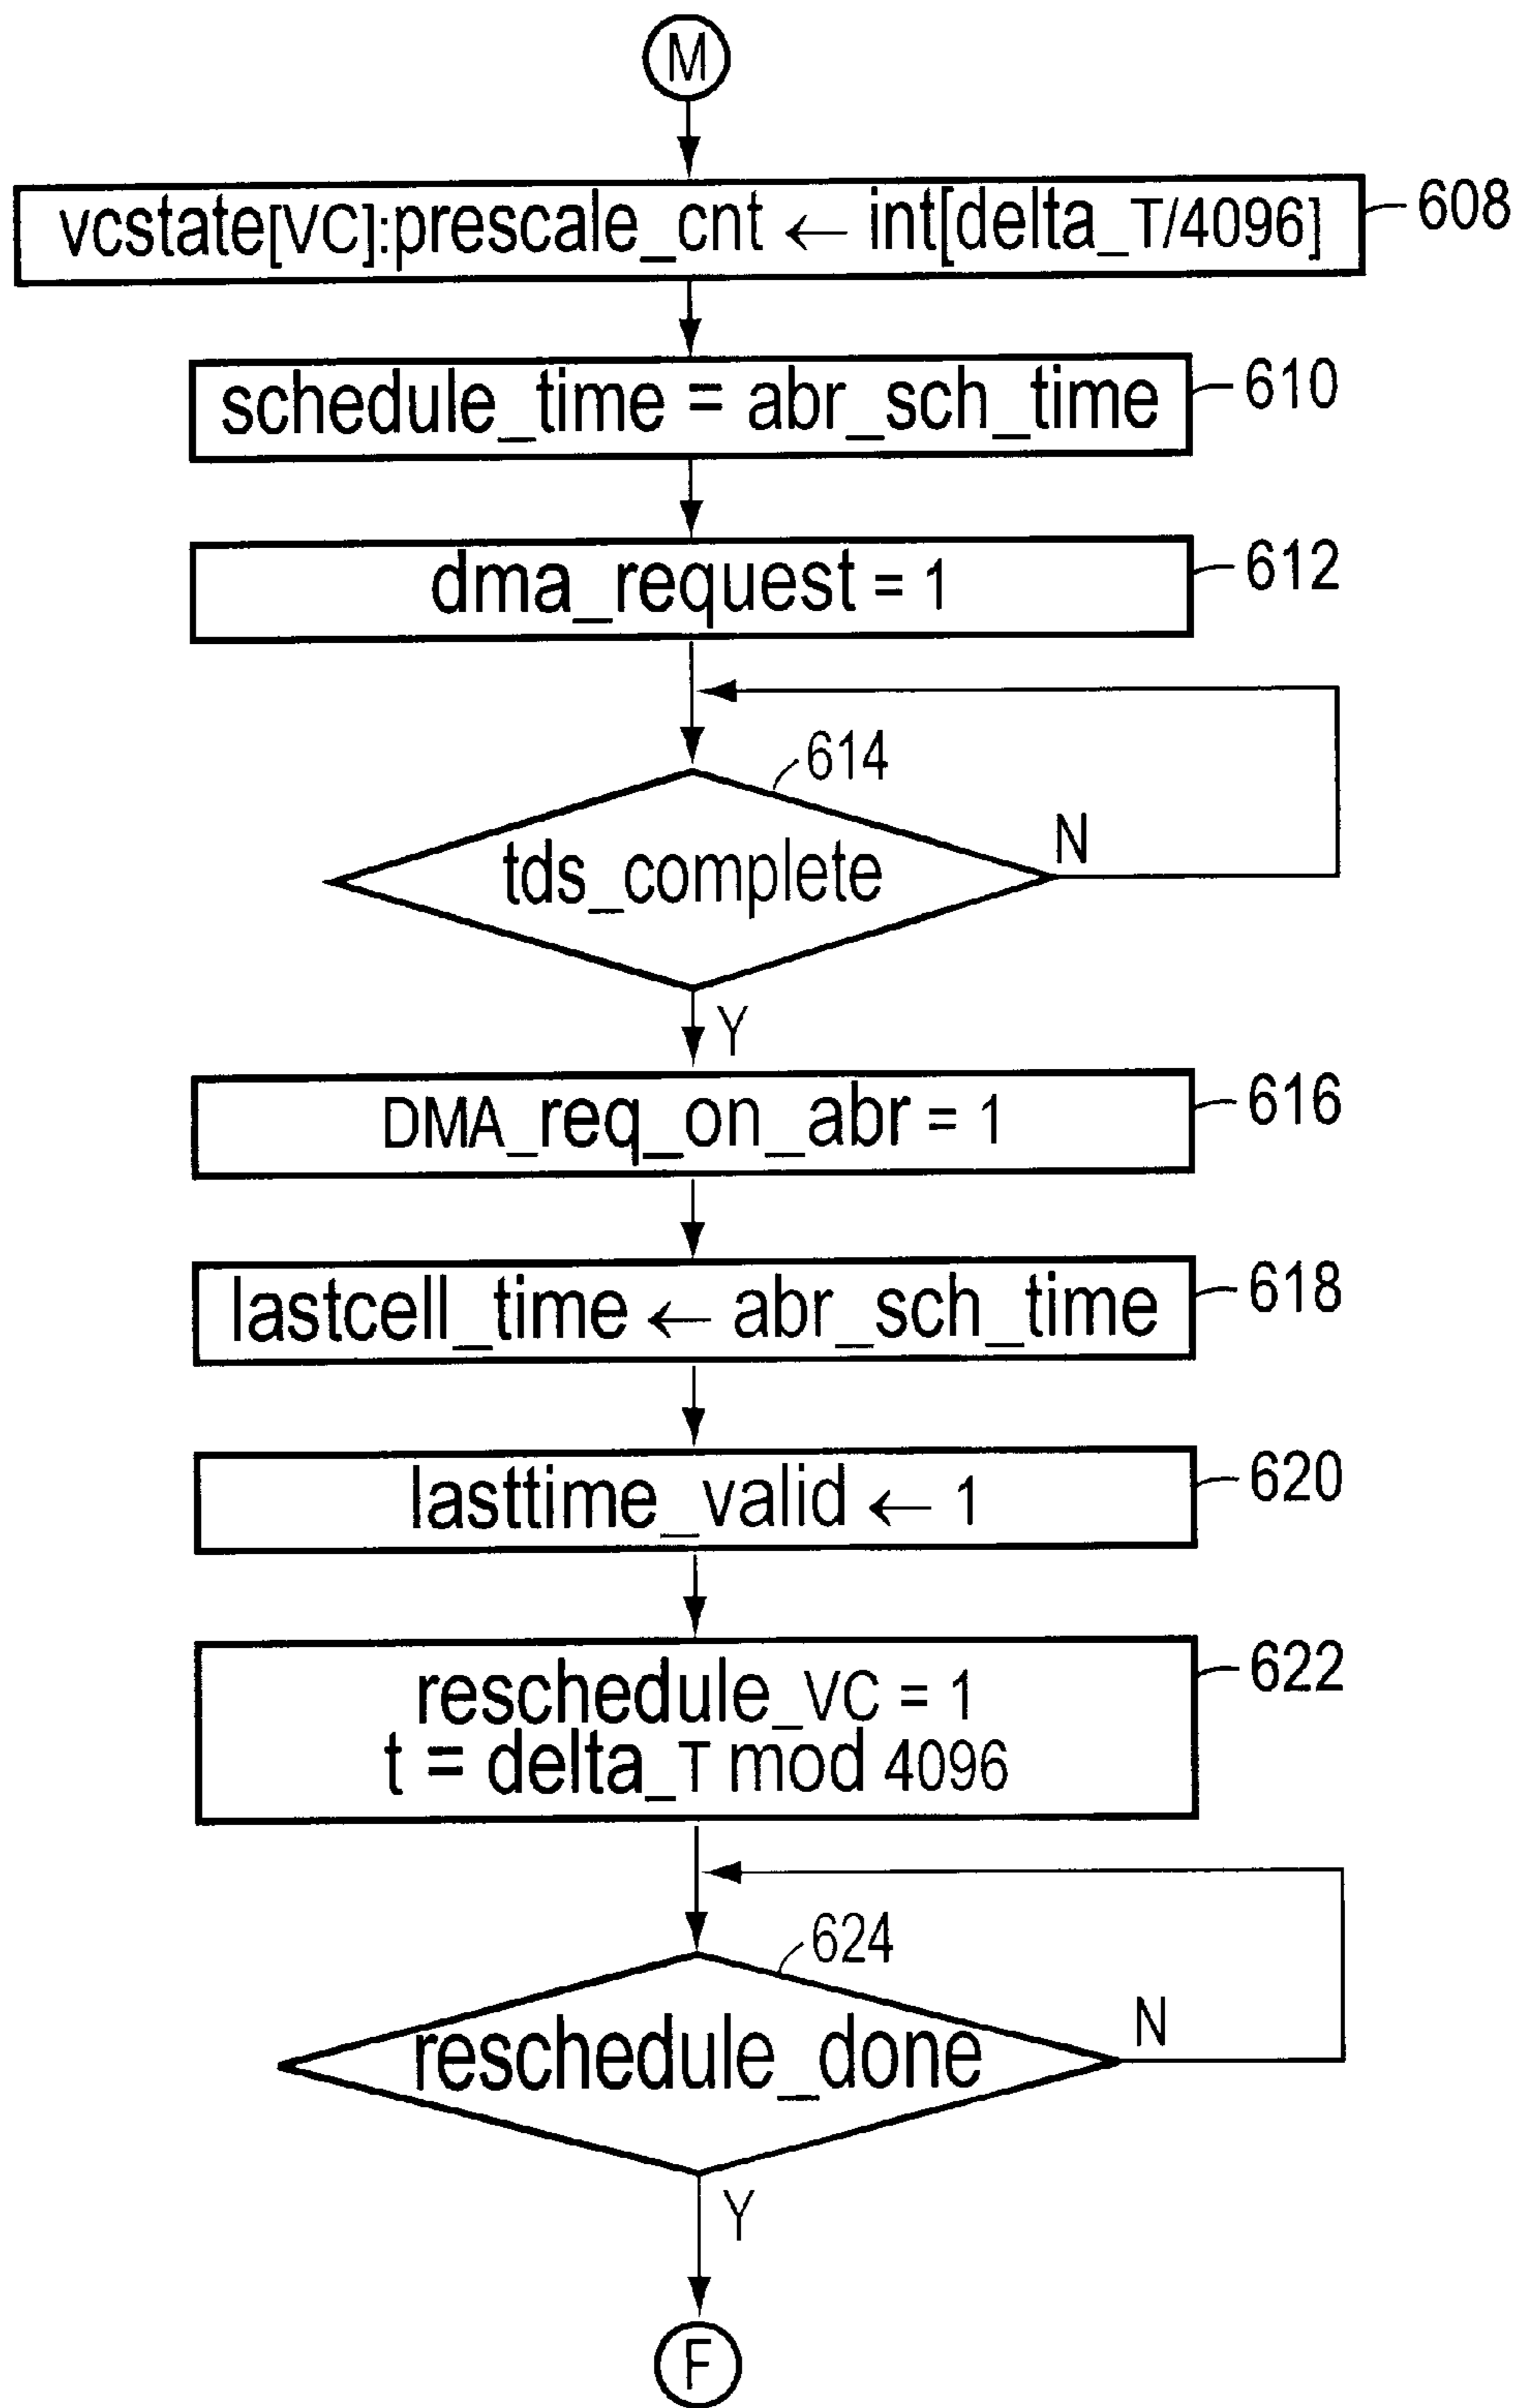 M
vcstate[VC]:prescale_cnt ← int[delta_T/4096]
608
schedule_time = abr_sch_time
610
dma_request = 1
612
614
tds_complete
N
Y
DMA_req_on_abr = 1
616
lastcell_time ← abr_sch_time
618
lasttime_valid ← 1
620
reschedule_VC = 1
t = delta_T mod 4096
622
624
reschedule_done
N
Y
F